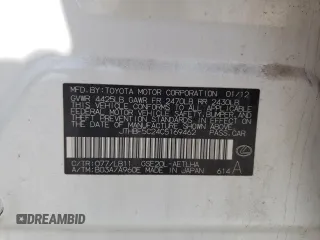 MFD.BY:TOYOTA MOTOR CORPORATION 01/12
GVWR 4425LB GAWR FR 2470LB RR 2430LB
THIS VEHICLE CONFORMS TO ALL APPLICABLE
FEDERAL MOTOR VEHICLE SAFETY, BUMPER, AND
THEFT PREVENTION STANDARDS IN EFFECT ON
THE DATE OF MANUFACTURE SHOWN ABOVE.
JTHBF5C24C5169462 PASS.CAR
C/TR:077/LB11 GSE20L-AETLHA
A/TM:B03A/A960E MADE IN JAPAN 614 A